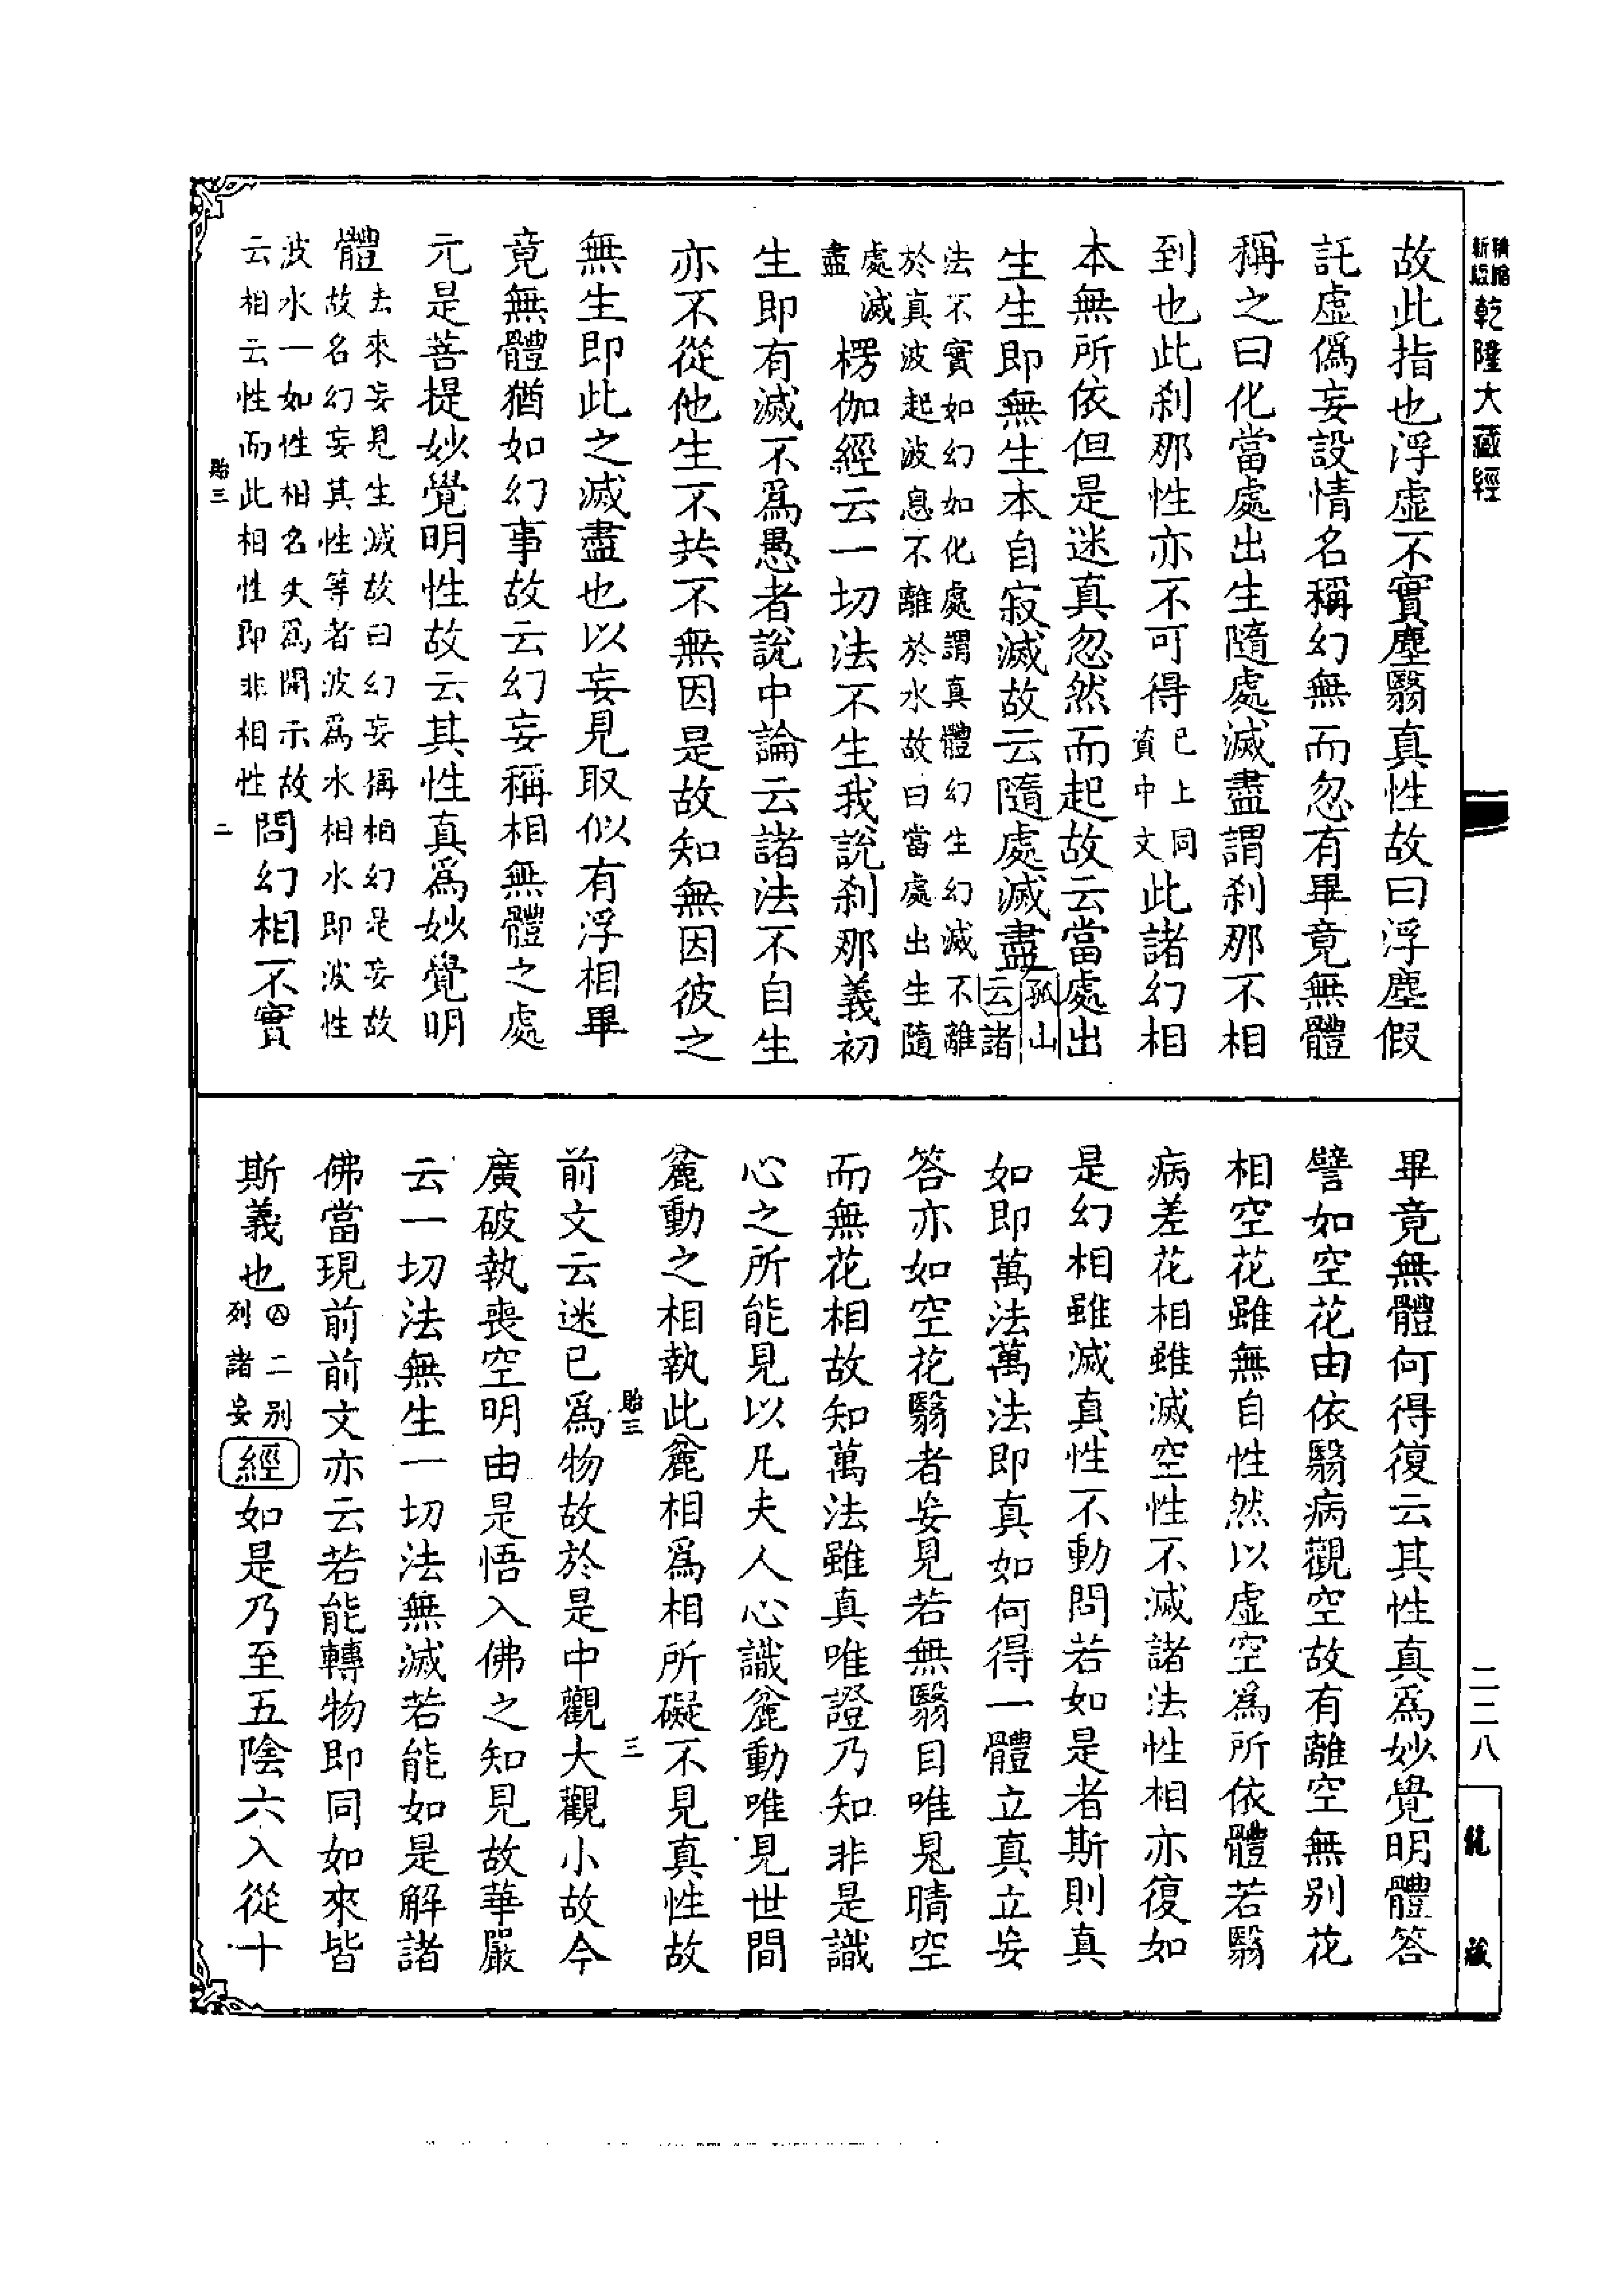 乾隆大藏經
故此指也浮虛不實塵翳真性故曰浮塵假
託虛僞妄設情名稱幻無而忽有畢竟無體
稱之曰化當處出生隨處滅盡謂刹那不相
到也此刹那性亦不可得已上同資中文此諸幻相
本無所依但是迷真忽然而起故云當處出
生生即無生本自寂滅故云隨處滅盡孤山云諸
法不實如幻如化處謂真體幻生幻滅不離
於真波起波息不離於水故曰當處出生隨
處滅盡楞伽經云一切法不生我說刹那義初
生即有滅不爲愚者說中論云諸法不自生
亦不從他生不共不無因是故知無因彼之
無生即此之滅盡也以妄見取似有浮相畢
竟無體猶如幻事故云幻妄稱相無體之處
元是菩提妙覺明性故云其性真爲妙覺明
體去來妄見生滅故曰幻妄稱相幻是妄故
體故名幻妄其性等者波爲水相水即波性
波水一如性相名失爲開示故
云相云性而此相性即非相性問幻相不實
貽三
二
畢竟無體何得復云其性真爲妙覺明體答
譬如空花由依翳病觀空故有離空無別花
相空花雖無自性然以虛空爲所依體若翳
病差花相雖滅空性不滅諸法性相亦復如
是幻相雖滅真性不動問若如是者斯則真
如即萬法萬法即真如何得一體立真立妄
答亦如空花翳者妄見若無翳目唯見晴空
而無花相故知萬法雖真唯證乃知非是識
心之所能見以凡夫人心識麄動唯見世間
麄動之相執此麄相爲相所礙不見真性故
貽三
三
前文云迷已爲物故於是中觀大觀小故今
廣破執喪空明由是悟入佛之知見故華嚴
云一切法無生一切法無滅若能如是解諸
佛當現前前文亦云若能轉物即同如來皆
斯義也二別列諸妄經如是乃至五陰六入從十
二二八
龍藏